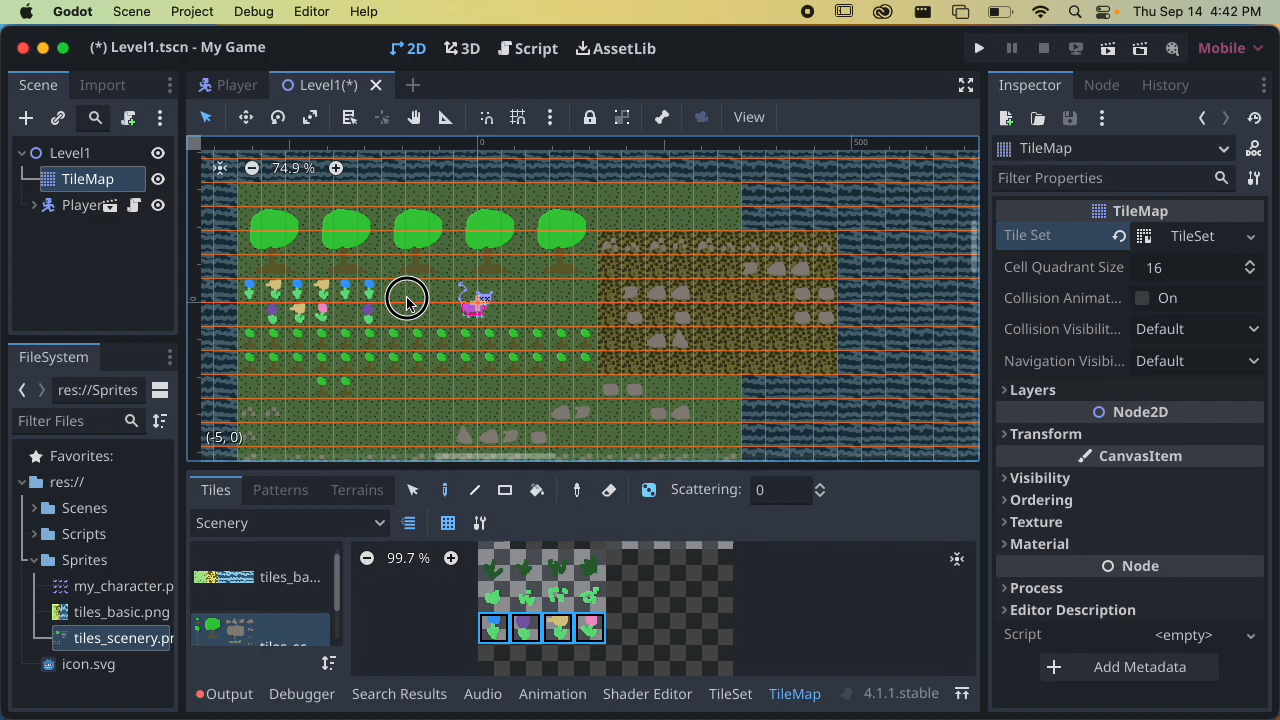 Godot Scene Project Debug Editor Help Thu Sep 14 4:42 PM
(*) Level1.tscn - My Game 2D 3D Script AssetLib Mobile
Scene Import Player Level1(*) Inspector Node History
View
Level1 0 500 TileMap
TileMap 74.9 % Filter Properties
Player TileMap
Tile Set TileSet
Cell Quadrant Size 16
Collision Animat... On
0
Collision Visibilit... Default
FileSystem Navigation Visibi... Default
res://Sprites Layers
Filter Files (-5, 0) Node2D
Transform
Favorites: CanvasItem
res:// Tiles Patterns Terrains Scattering: 0 Visibility
Scenes Ordering
Scripts Scenery Texture
Sprites 99.7 % Material
my_character.p tiles_ba... Node
tiles_basic.png Process
tiles_scenery.pr Editor Description
icon.svg Script <empty>
Add Metadata
Output Debugger Search Results Audio Animation Shader Editor TileSet TileMap 4.1.1.stable